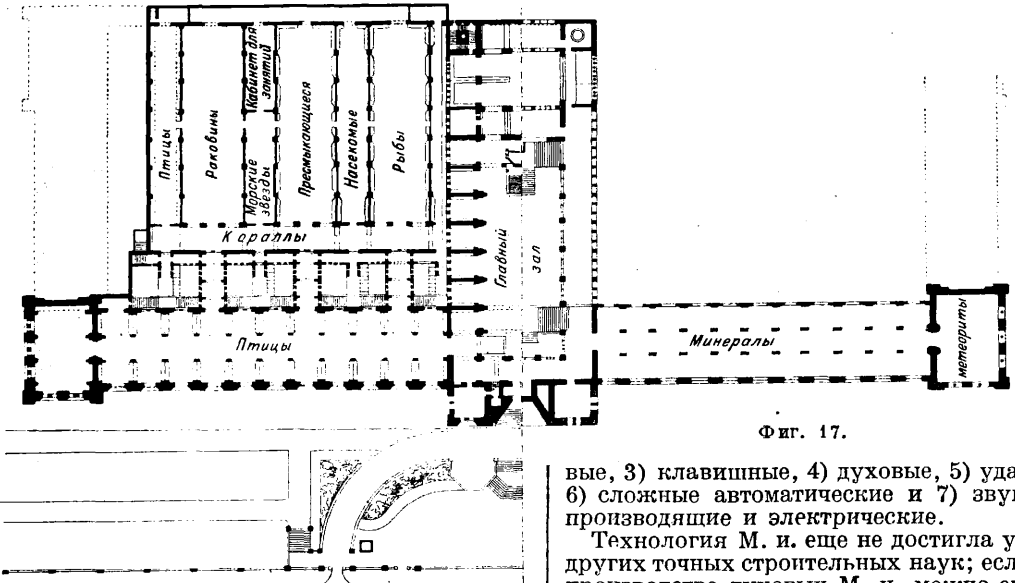 Птицы
Раковины
Кабинет для
занятий
Морские
звезды
Пресмыкающиеся
Насекомые
Рыбы
Кораллы
Главный
зал
Птицы
Минералы
метеориты
Фиг. 17.
вые, 3) клавишные, 4) духовые, 5) уда
6) сложные автоматические и 7) звук
производящие и электрические.
Технология М. и. еще не достигла у
других точных строительных наук; если